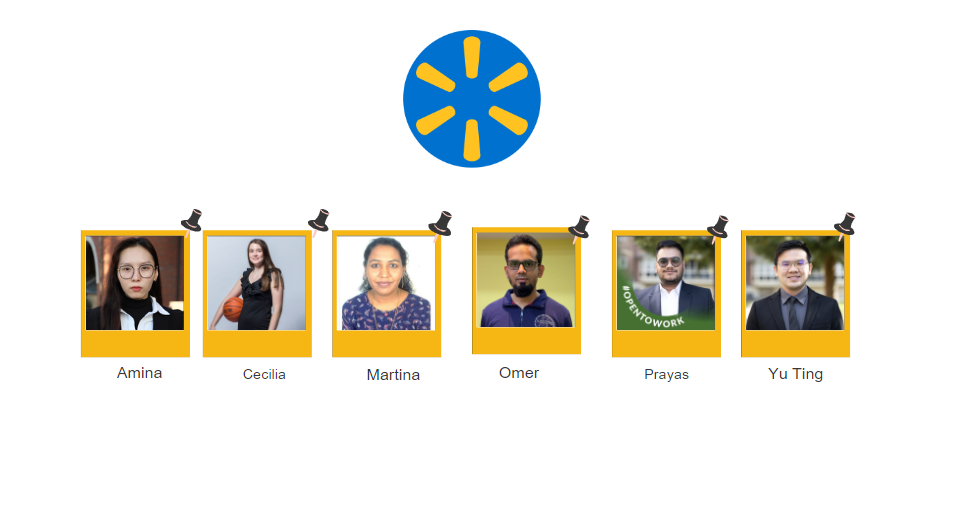 #OPENTOWORK
Amina
Cecilia
Martina
Omer
Prayas
Yu Ting